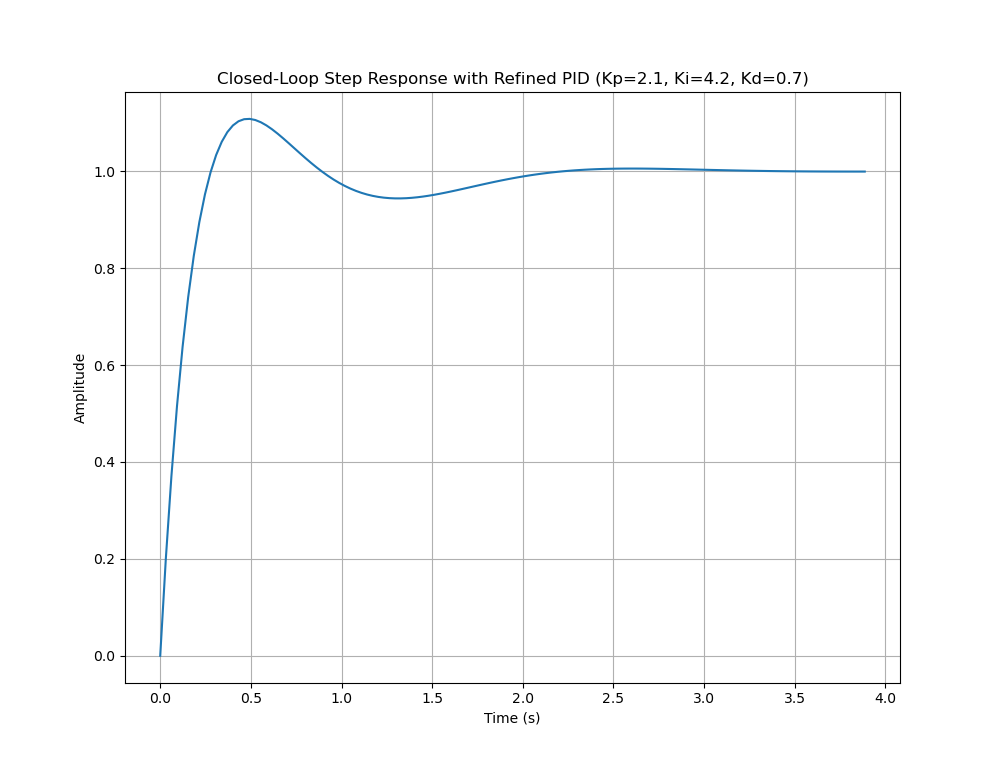 Closed-Loop Step Response with Refined PID (Kp=2.1, Ki=4.2, Kd=0.7)
Amplitude
1.0
0.8
0.6
0.4
0.2
0.0
0.0 0.5 1.0 1.5 2.0 2.5 3.0 3.5 4.0
Time (s)